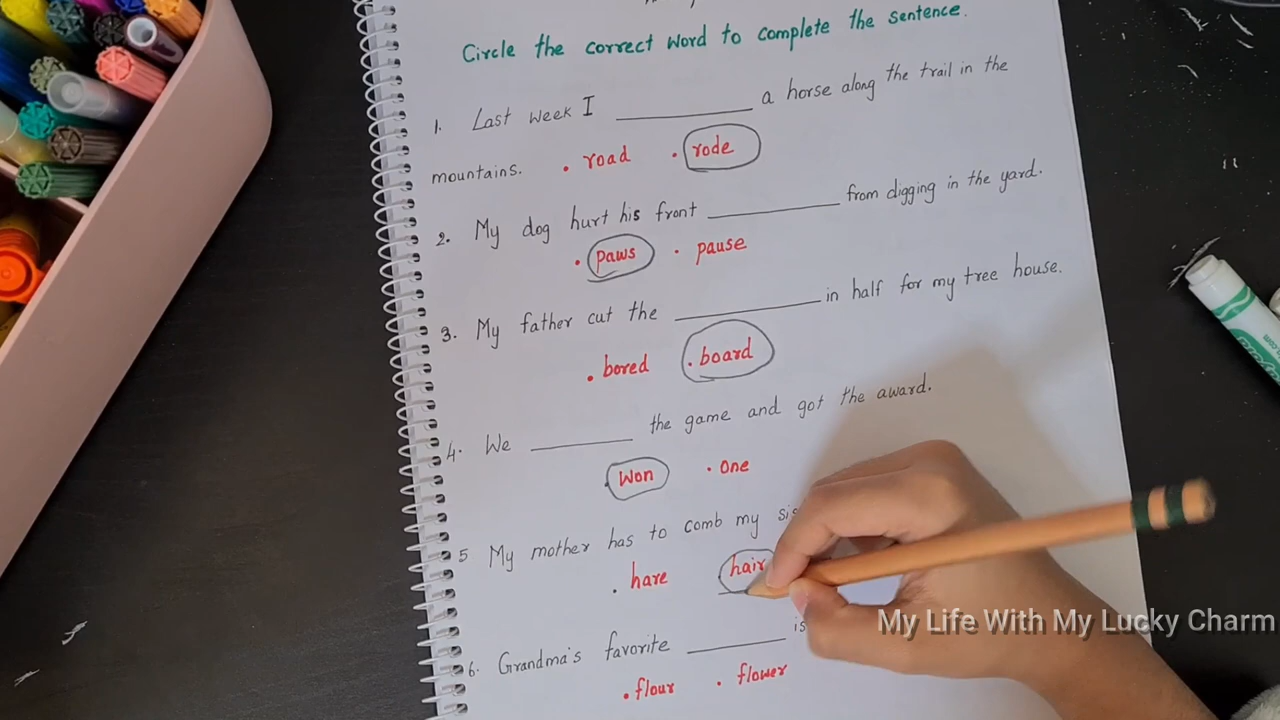 Circle the correct word to complete the sentence.
1. Last week I __________ a horse along the trail in the
mountains. • road • rode
2. My dog hurt his front __________ from digging in the yard.
• paws • pause
3. My father cut the __________ in half for my tree house.
• bored • board
4. We ________ the game and got the award.
Won • One
5 My mother has to comb my
• hare hair
6. Grandma's favorite ________ is
• flour • flower
My Life With My Lucky Charm